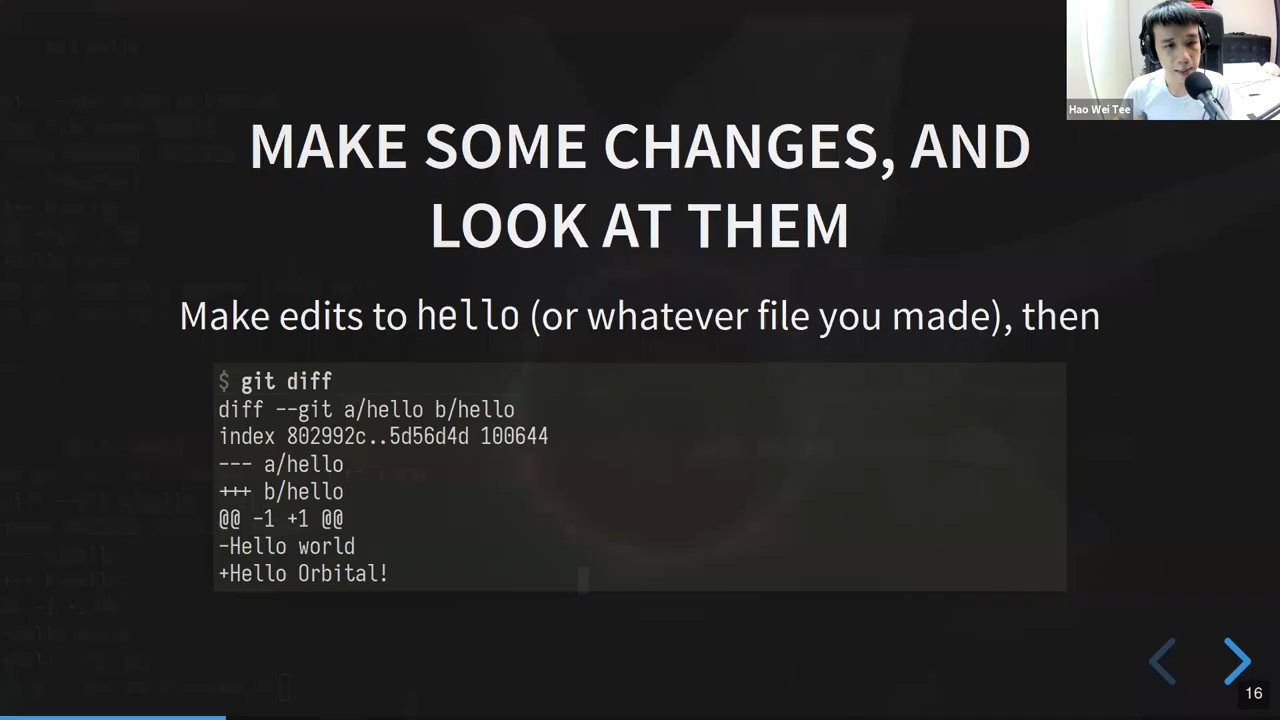 Hao Wei Tee
MAKE SOME CHANGES, AND
LOOK AT THEM
Make edits to hello (or whatever file you made), then
$ git diff
diff --git a/hello b/hello
index 802992c..5d56d4d 100644
--- a/hello
+++ b/hello
@@ -1 +1 @@
-Hello world
+Hello Orbital!
16